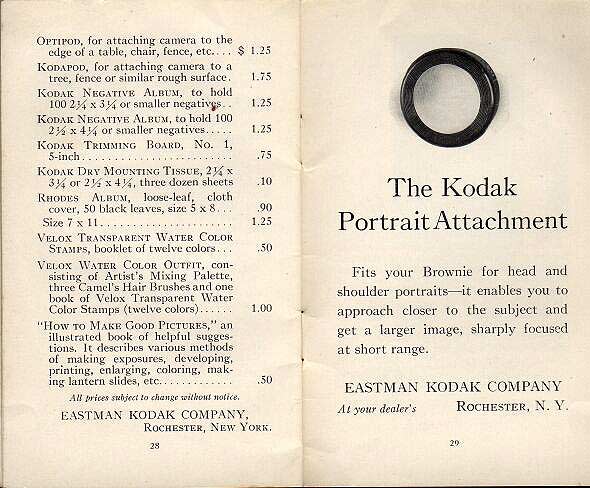 Optipod, for attaching camera to the
edge of a table, chair, fence, etc.... $ 1.25
Kodapod, for attaching camera to a
tree, fence or similar rough surface. 1.75
Kodak Negative Album, to hold
100 2¼ x 3¼ or smaller negatives.. 1.25
Kodak Negative Album, to hold 100
2½ x 4¼ or smaller negatives..... 1.25
Kodak Trimming Board, No. 1,
5-inch...................... .75
Kodak Dry Mounting Tissue, 2¼ x
3¼ or 2½ x 4¼, three dozen sheets .10
Rhodes Album, loose-leaf, cloth
cover, 50 black leaves, size 5 x 8... .90
Size 7 x 11................... 1.25
Velox Transparent Water Color
Stamps, booklet of twelve colors... .50
Velox Water Color Outfit, con-
sisting of Artist's Mixing Palette,
three Camel's Hair Brushes and one
book of Velox Transparent Water
Color Stamps (twelve colors)...... 1.00
"How to Make Good Pictures," an
illustrated book of helpful sugges-
tions. It describes various methods
of making exposures, developing,
printing, enlarging, coloring, mak-
ing lantern slides, etc............. .50
All prices subject to change without notice.
EASTMAN KODAK COMPANY,
Rochester, New York.
28
The Kodak
Portrait Attachment
Fits your Brownie for head and
shoulder portraits—it enables you to
approach closer to the subject and
get a larger image, sharply focused
at short range.
EASTMAN KODAK COMPANY
At your dealer's Rochester, N. Y.
29